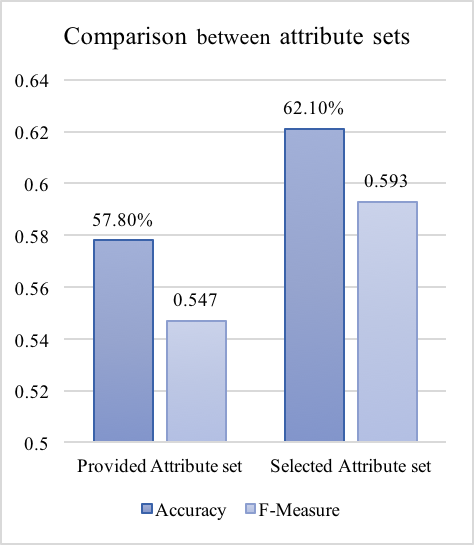 Comparison between attribute sets
0.64
0.62
0.6
0.58
0.56
0.54
0.52
0.5
57.80%
0.547
62.10%
0.593
Provided Attribute set
Selected Attribute set
Accuracy
F-Measure